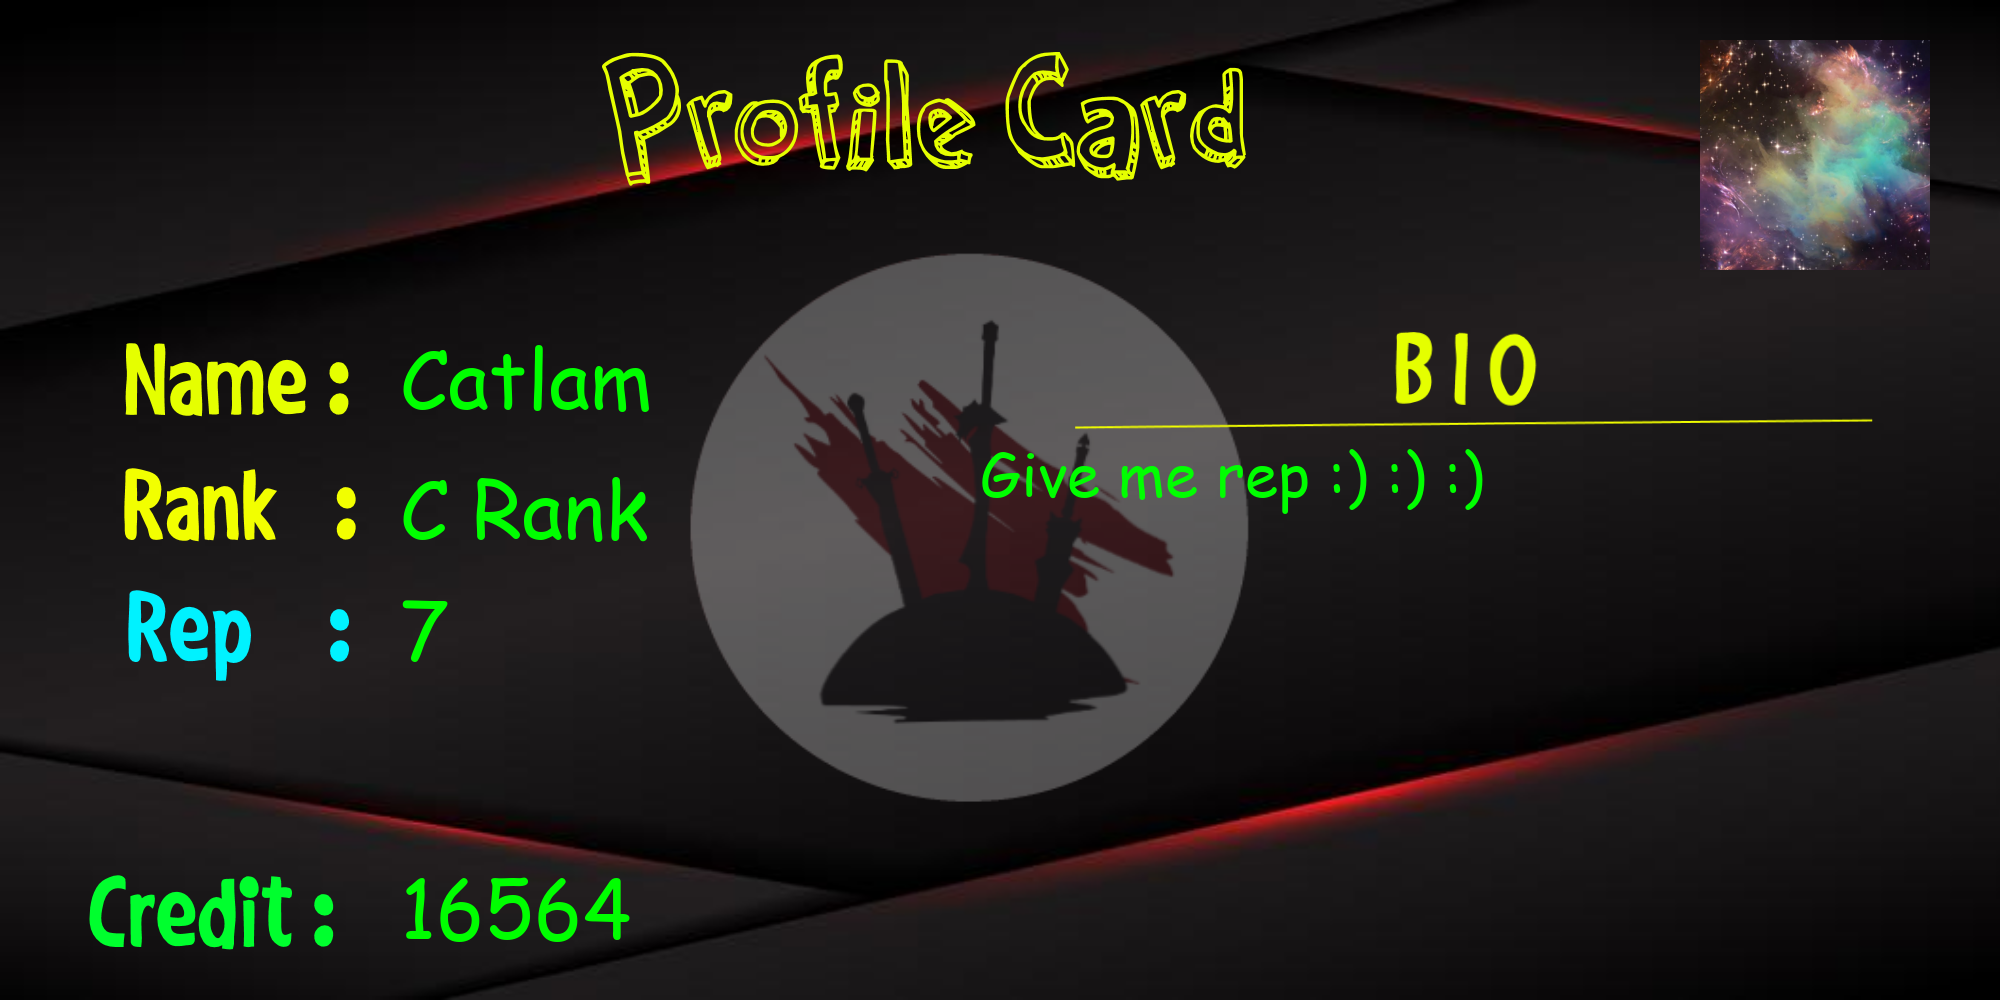 Profile Card
Name : Catlam
Rank : C Rank
Rep : 7
Credit : 16564
BIO
Give me rep :) :) :)